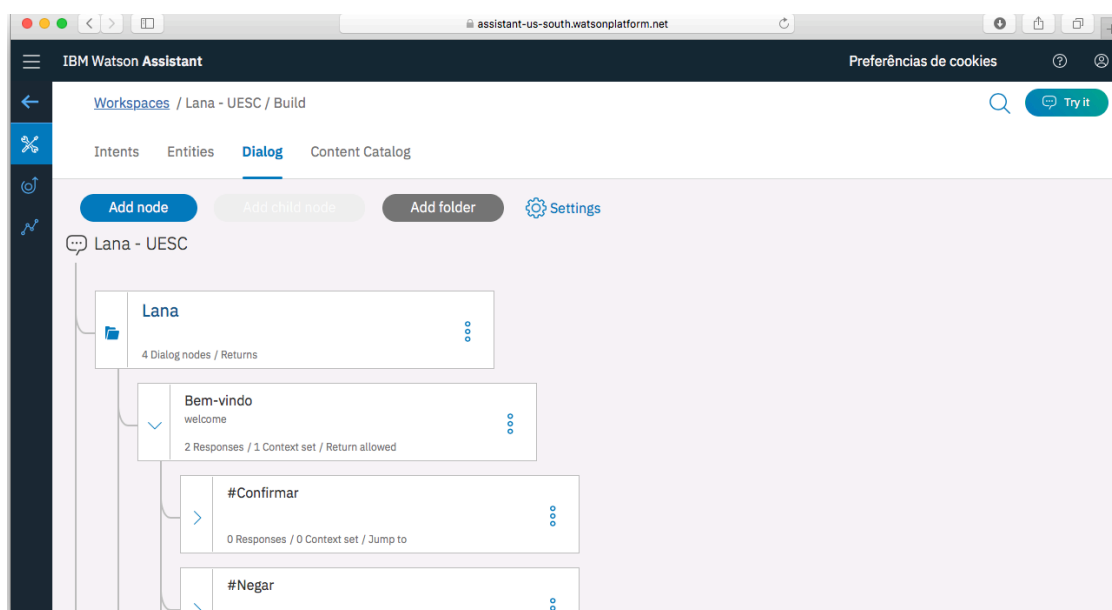 assistant-us-south.watsonplatform.net
IBM Watson Assistant
Preferências de cookies
Workspaces / Lana - UESC / Build
Try it
Intents Entities Dialog Content Catalog
Add node Add child node Add folder Settings
Lana - UESC
Lana
4 Dialog nodes / Returns
Bem-vindo
welcome
2 Responses / 1 Context set / Return allowed
#Confirmar
0 Responses / 0 Context set / Jump to
#Negar